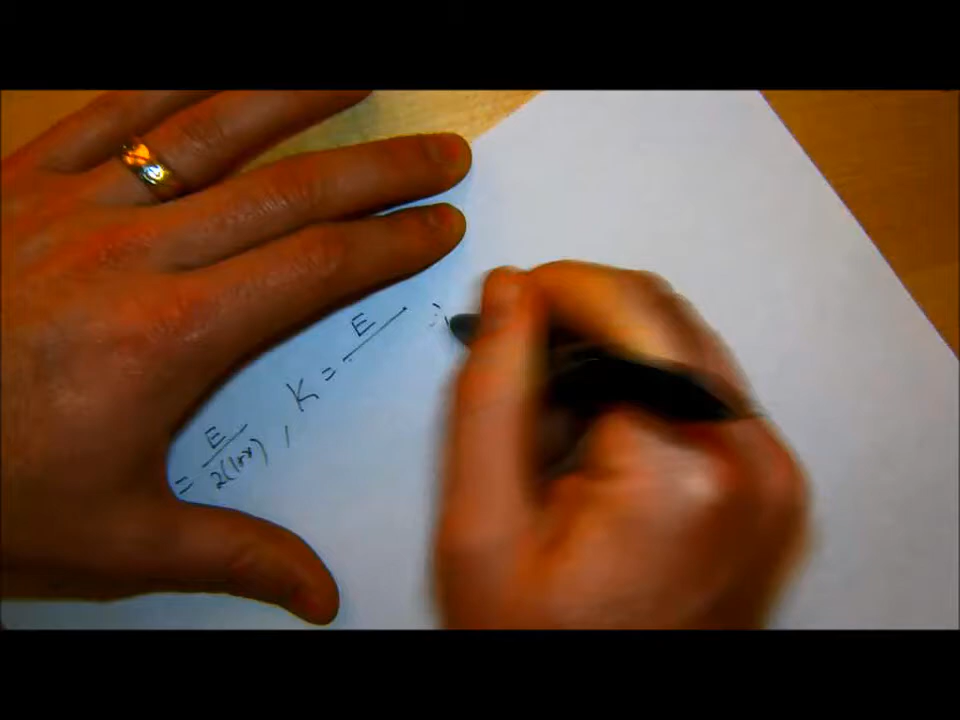 = E / 2(1+ν) , K = E /